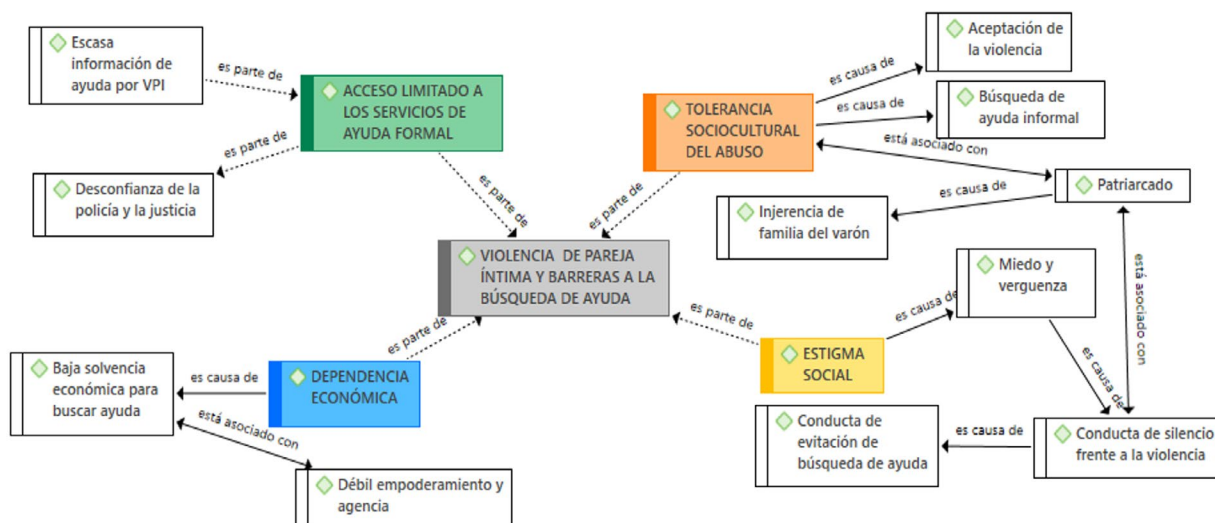 Escasa
información de
ayuda por VPI
es parte de
ACCESO LIMITADO A
LOS SERVICIOS DE
AYUDA FORMAL
es parte de
Desconfianza de la
policía y la justicia
es parte de
TOLERANCIA
SOCIOCULTURAL
DEL ABUSO
es causa de
Aceptación de
la violencia
es causa de
Búsqueda de
ayuda informal
está asociado con
Patriarcado
es causa de
Injerencia de
familia del varón
es parte de
VIOLENCIA DE PAREJA
ÍNTIMA Y BARRERAS A LA
BÚSQUEDA DE AYUDA
es parte de
ESTIGMA
SOCIAL
es causa de
Miedo y
verguenza
está asociado con
es causa de
Conducta de silencio
frente a la violencia
es causa de
Conducta de
evitación de
búsqueda de ayuda
es parte de
DEPENDENCIA
ECONÓMICA
es causa de
Baja solvencia
económica para
buscar ayuda
está asociado con
Débil empoderamiento y
agencia